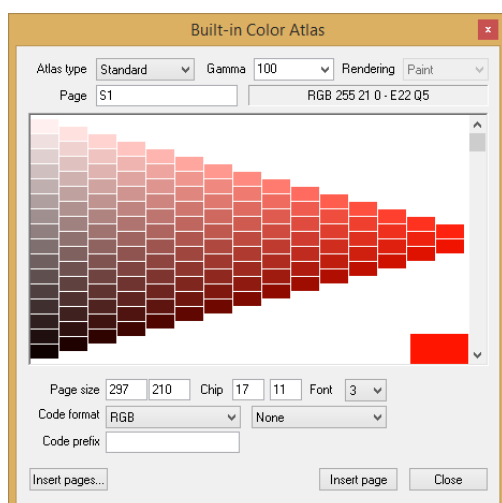 Built-in Color Atlas
x
Atlas type Standard Gamma 100 Rendering Paint
Page S1 RGB 255 21 0 - E22 Q5
Page size 297 210 Chip 17 11 Font 3
Code format RGB None
Code prefix
Insert pages... Insert page Close